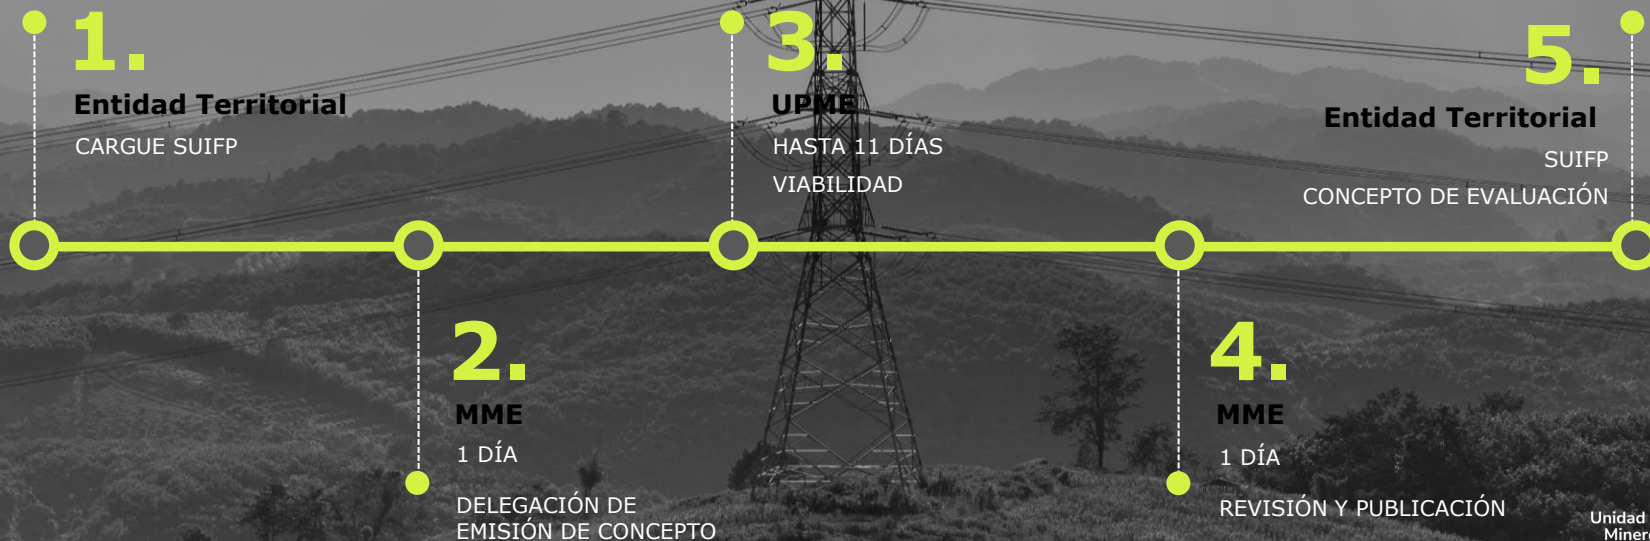 1.
Entidad Territorial
CARGUE SUIFP
2.
MME
1 DÍA
DELEGACIÓN DE
EMISIÓN DE CONCEPTO
3.
UPME
HASTA 11 DÍAS
VIABILIDAD
4.
MME
1 DÍA
REVISIÓN Y PUBLICACIÓN
5.
Entidad Territorial
SUIFP
CONCEPTO DE EVALUACIÓN
Unidad